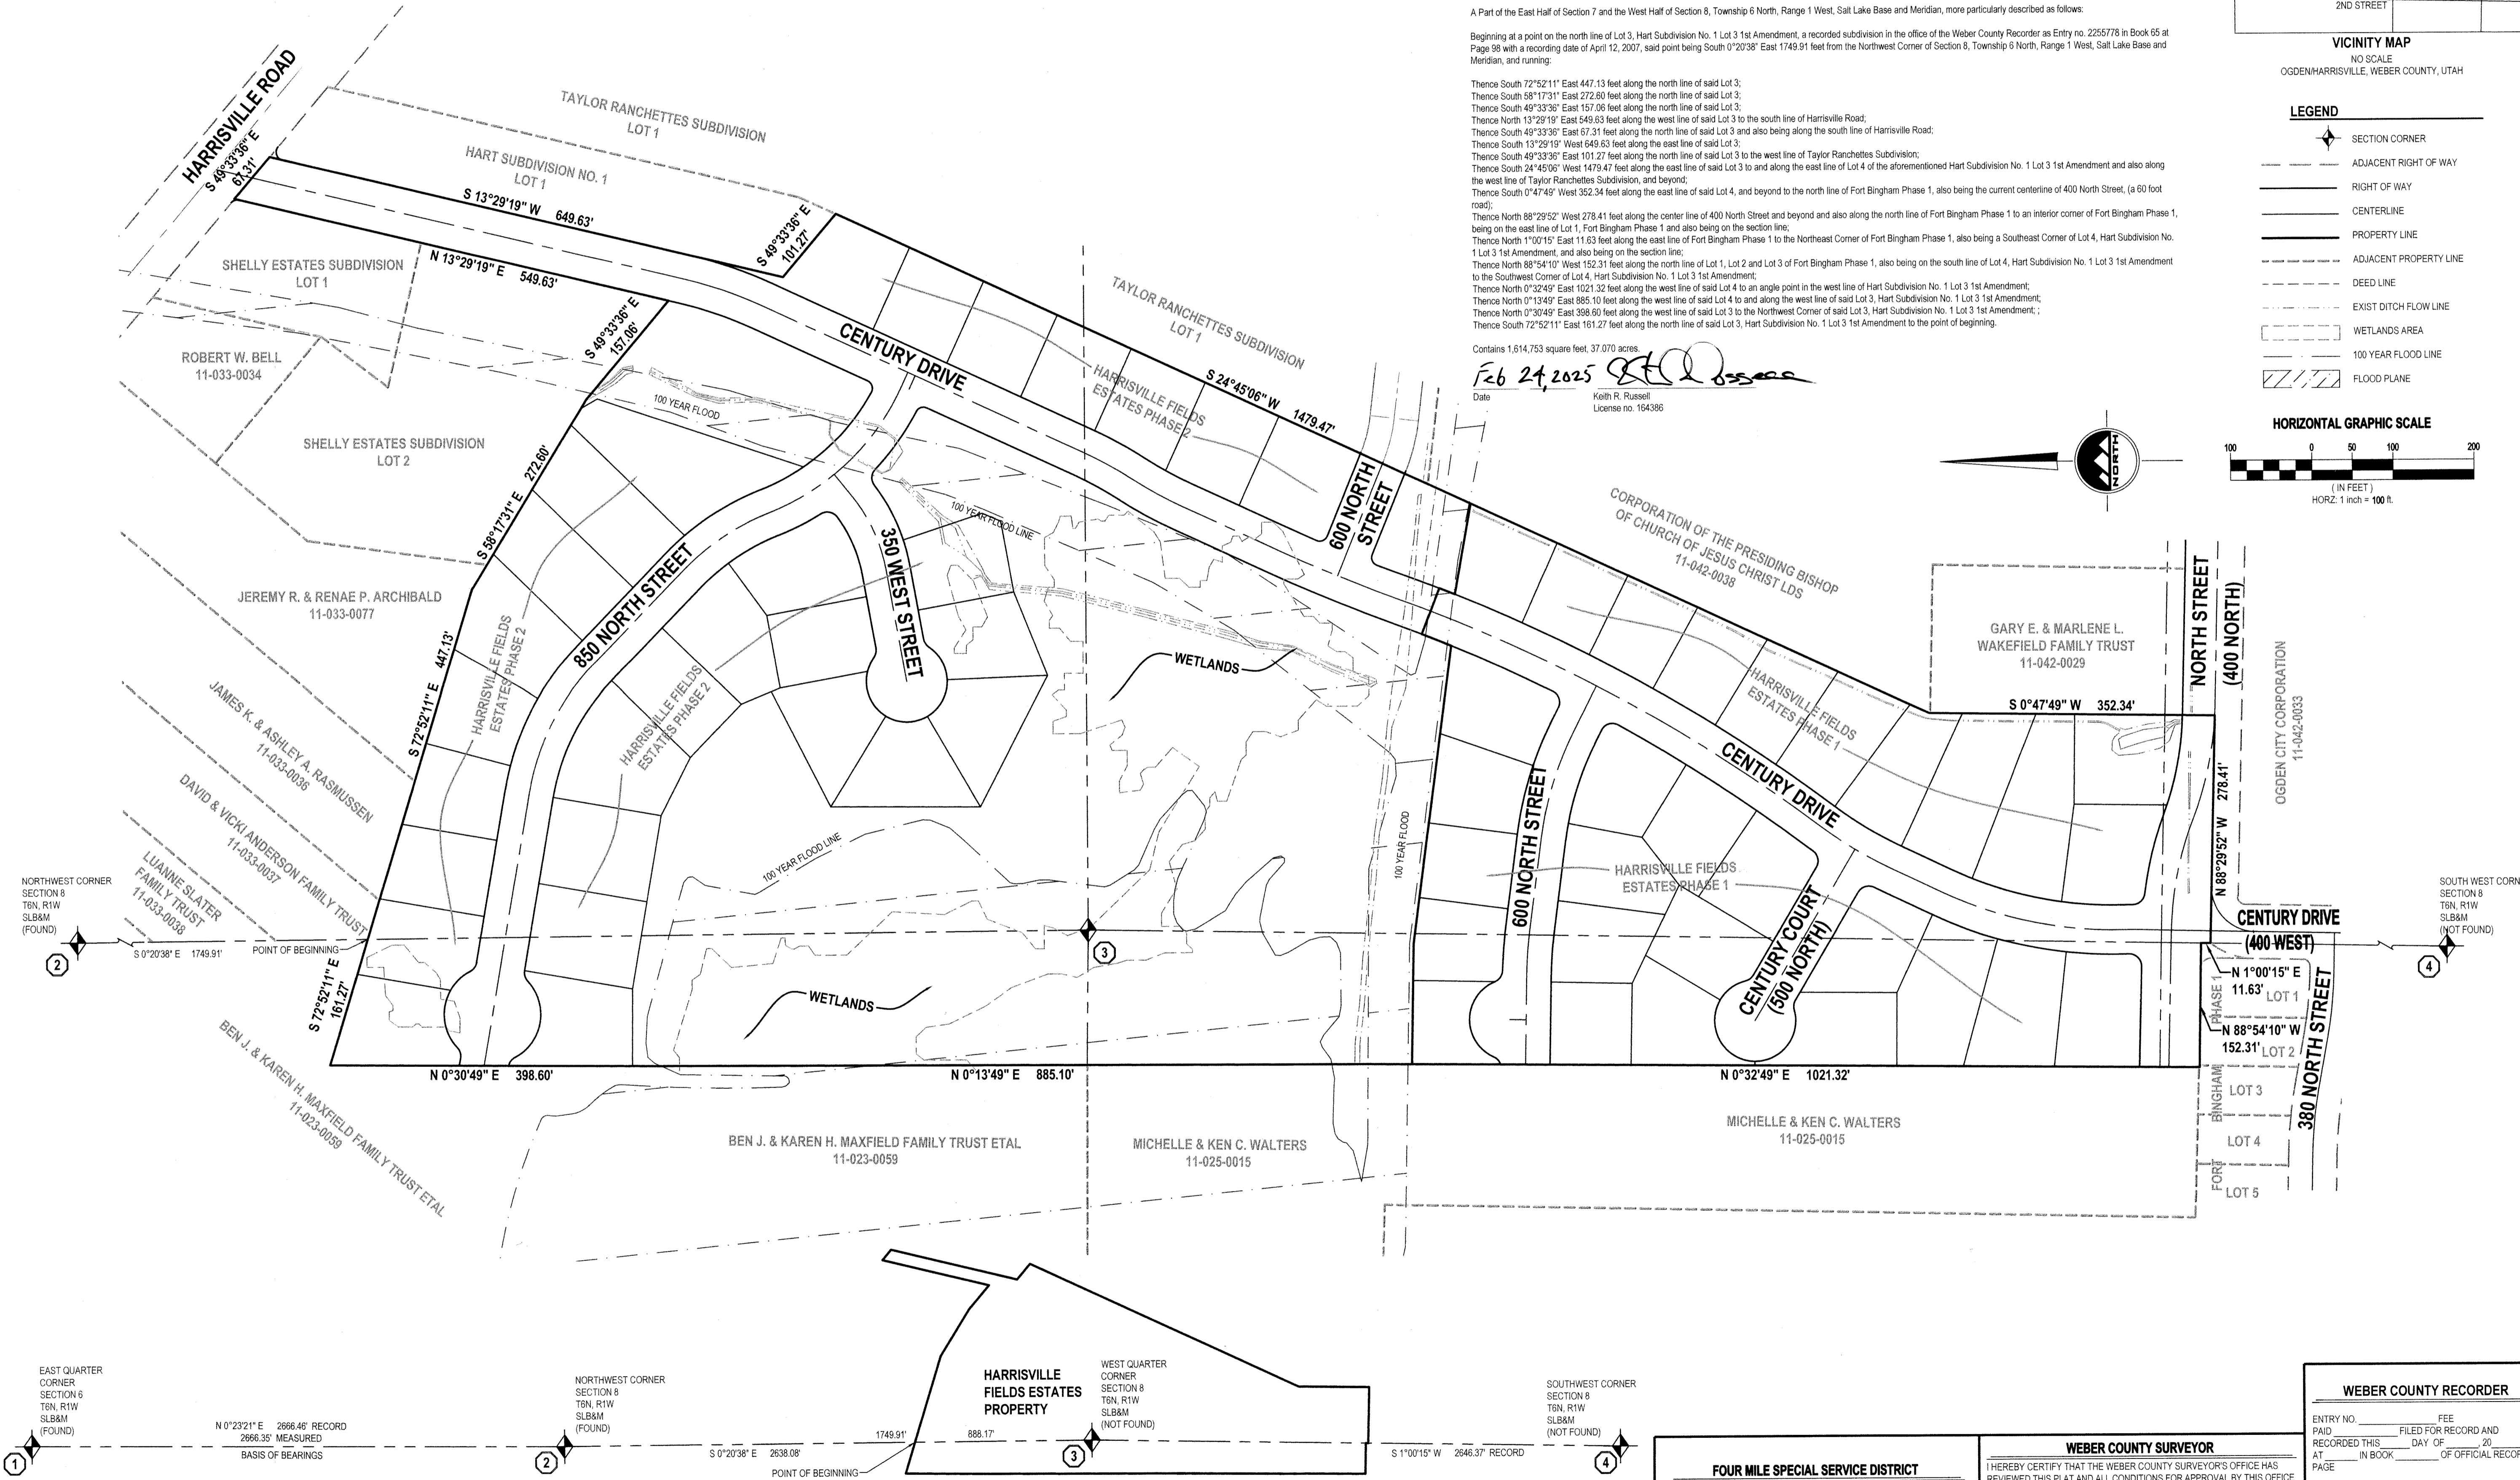 A Part of the East Half of Section 7 and the West Half of Section 8, Township 6 North, Range 1 West, Salt Lake Base and Meridian, more particularly described as follows:
Beginning at a point on the north line of Lot 3, Hart Subdivision No. 1 Lot 3 1st Amendment, a recorded subdivision in the office of the Weber County Recorder as Entry no. 2255778 in Book 65 at
Page 98 with a recording date of April 12, 2007, said point being South 0°20'38" East 1749.91 feet from the Northwest Corner of Section 8, Township 6 North, Range 1 West, Salt Lake Base and
Meridian, and running:
Thence South 72°52'11" East 447.13 feet along the north line of said Lot 3;
Thence South 58°17'31" East 272.60 feet along the north line of said Lot 3;
Thence South 49°33'36" East 157.06 feet along the north line of said Lot 3;
Thence North 13°29'19" East 549.63 feet along the west line of said Lot 3 to the south line of Harrisville Road;
Thence South 49°33'36" East 67.31 feet along the north line of said Lot 3 and also being along the south line of Harrisville Road;
Thence South 13°29'19" West 649.63 feet along the east line of said Lot 3;
Thence South 49°33'36" East 101.27 feet along the north line of said Lot 3 to the west line of Taylor Ranchettes Subdivision;
Thence South 24°45'06" West 1479.47 feet along the east line of said Lot 3 to and along the east line of Lot 4 of the aforementioned Hart Subdivision No. 1 Lot 3 1st Amendment and also along
the west line of Taylor Ranchettes Subdivision, and beyond;
Thence South 0°47'49" West 352.34 feet along the east line of said Lot 4, and beyond to the north line of Fort Bingham Phase 1, also being the current centerline of 400 North Street, (a 60 foot
road);
Thence North 88°29'52" West 278.41 feet along the center line of 400 North Street and beyond and also along the north line of Fort Bingham Phase 1 to an interior corner of Fort Bingham Phase 1,
being on the east line of Lot 1, Fort Bingham Phase 1 and also being on the section line;
Thence North 1°00'15" East 11.63 feet along the east line of Fort Bingham Phase 1 to the Northeast Corner of Fort Bingham Phase 1, also being a Southeast Corner of Lot 4, Hart Subdivision No.
1 Lot 3 1st Amendment, and also being on the section line;
Thence North 88°54'10" West 152.31 feet along the north line of Lot 1, Lot 2 and Lot 3 of Fort Bingham Phase 1, also being on the south line of Lot 4, Hart Subdivision No. 1 Lot 3 1st Amendment
to the Southwest Corner of Lot 4, Hart Subdivision No. 1 Lot 3 1st Amendment;
Thence North 0°32'49" East 1021.32 feet along the west line of said Lot 4 to an angle point in the west line of Hart Subdivision No. 1 Lot 3 1st Amendment;
Thence North 0°13'49" East 885.10 feet along the west line of said Lot 4 to and along the west line of said Lot 3, Hart Subdivision No. 1 Lot 3 1st Amendment;
Thence North 0°30'49" East 398.60 feet along the west line of said Lot 3 to the Northwest Corner of said Lot 3, Hart Subdivision No. 1 Lot 3 1st Amendment; ;
Thence South 72°52'11" East 161.27 feet along the north line of said Lot 3, Hart Subdivision No. 1 Lot 3 1st Amendment to the point of beginning.
Contains 1,614,753 square feet, 37.070 acres.
Feb 24, 2025
Date
Keith R. Russell
License no. 164386
2ND STREET
VICINITY MAP
NO SCALE
OGDEN/HARRISVILLE, WEBER COUNTY, UTAH
LEGEND
SECTION CORNER
ADJACENT RIGHT OF WAY
RIGHT OF WAY
CENTERLINE
PROPERTY LINE
ADJACENT PROPERTY LINE
DEED LINE
EXIST DITCH FLOW LINE
WETLANDS AREA
100 YEAR FLOOD LINE
FLOOD PLANE
HORIZONTAL GRAPHIC SCALE
100 0 50 100 200
( IN FEET )
HORZ: 1 inch = 100 ft.
NORTH
HARRISVILLE ROAD
S 49°33'36" E
67.31'
TAYLOR RANCHETTES SUBDIVISION
LOT 1
HART SUBDIVISION NO. 1
LOT 1
S 13°29'19" W 649.63'
S 49°33'36" E
101.27'
N 13°29'19" E 549.63'
SHELLY ESTATES SUBDIVISION
LOT 1
S 49°33'36" E
157.06'
ROBERT W. BELL
11-033-0034
SHELLY ESTATES SUBDIVISION
LOT 2
100 YEAR FLOOD
CENTURY DRIVE
TAYLOR RANCHETTES SUBDIVISION
LOT 1
HARRISVILLE FIELDS
ESTATES PHASE 2
S 24°45'06" W 1479.47'
600 NORTH
STREET
S 58°17'31" E 272.60'
850 NORTH STREET
350 WEST STREET
100 YEAR FLOOD LINE
CORPORATION OF THE PRESIDING BISHOP
OF CHURCH OF JESUS CHRIST LDS
11-042-0038
JEREMY R. & RENAE P. ARCHIBALD
11-033-0077
HARRISVILLE FIELDS
ESTATES PHASE 2
HARRISVILLE FIELDS
ESTATES PHASE 2
S 72°52'11" E 447.13'
WETLANDS
GARY E. & MARLENE L.
WAKEFIELD FAMILY TRUST
11-042-0029
NORTH STREET
(400 NORTH)
OGDEN CITY CORPORATION
11-042-0033
S 0°47'49" W 352.34'
HARRISVILLE FIELDS
ESTATES PHASE 1
CENTURY DRIVE
N 88°29'52" W 278.41'
JAMES K. & ASHLEY A. RASMUSSEN
11-033-0036
DAVID & VICKI ANDERSON FAMILY TRUST
11-033-0037
LUANNE SLATER
FAMILY TRUST
11-033-0038
100 YEAR FLOOD LINE
100 YEAR FLOOD
600 NORTH STREET
HARRISVILLE FIELDS
ESTATES PHASE 1
CENTURY COURT
(500 NORTH)
NORTHWEST CORNER
SECTION 8
T6N, R1W
SLB&M
(FOUND)
2
S 0°20'38" E 1749.91'
POINT OF BEGINNING
3
SOUTH WEST CORN
SECTION 8
T6N, R1W
SLB&M
(NOT FOUND)
4
CENTURY DRIVE
(400 WEST)
S 72°52'11" E
161.27'
WETLANDS
N 1°00'15" E
11.63'
LOT 1
N 88°54'10" W
152.31'
LOT 2
LOT 3
LOT 4
LOT 5
FORT BINGHAM PHASE 1
380 NORTH STREET
N 0°30'49" E 398.60'
N 0°13'49" E 885.10'
N 0°32'49" E 1021.32'
BEN J. & KAREN H. MAXFIELD FAMILY TRUST ETAL
11-023-0059
BEN J. & KAREN H. MAXFIELD FAMILY TRUST ETAL
11-023-0059
MICHELLE & KEN C. WALTERS
11-025-0015
MICHELLE & KEN C. WALTERS
11-025-0015
EAST QUARTER
CORNER
SECTION 6
T6N, R1W
SLB&M
(FOUND)
1
N 0°23'21" E 2666.46' RECORD
2666.35' MEASURED
BASIS OF BEARINGS
NORTHWEST CORNER
SECTION 8
T6N, R1W
SLB&M
(FOUND)
2
S 0°20'38" E 2638.08'
1749.91'
POINT OF BEGINNING
888.17'
HARRISVILLE
FIELDS ESTATES
PROPERTY
WEST QUARTER
CORNER
SECTION 8
T6N, R1W
SLB&M
(NOT FOUND)
3
S 1°00'15" W 2646.37' RECORD
SOUTHWEST CORNER
SECTION 8
T6N, R1W
SLB&M
(NOT FOUND)
4
FOUR MILE SPECIAL SERVICE DISTRICT
WEBER COUNTY SURVEYOR
I HEREBY CERTIFY THAT THE WEBER COUNTY SURVEYOR'S OFFICE HAS
REVIEWED THIS PLAT AND ALL CONDITIONS FOR APPROVAL BY THIS OFFICE
WEBER COUNTY RECORDER
ENTRY NO. FEE
PAID FILED FOR RECORD AND
RECORDED THIS DAY OF , 20
AT IN BOOK OF OFFICIAL RECOR
PAGE